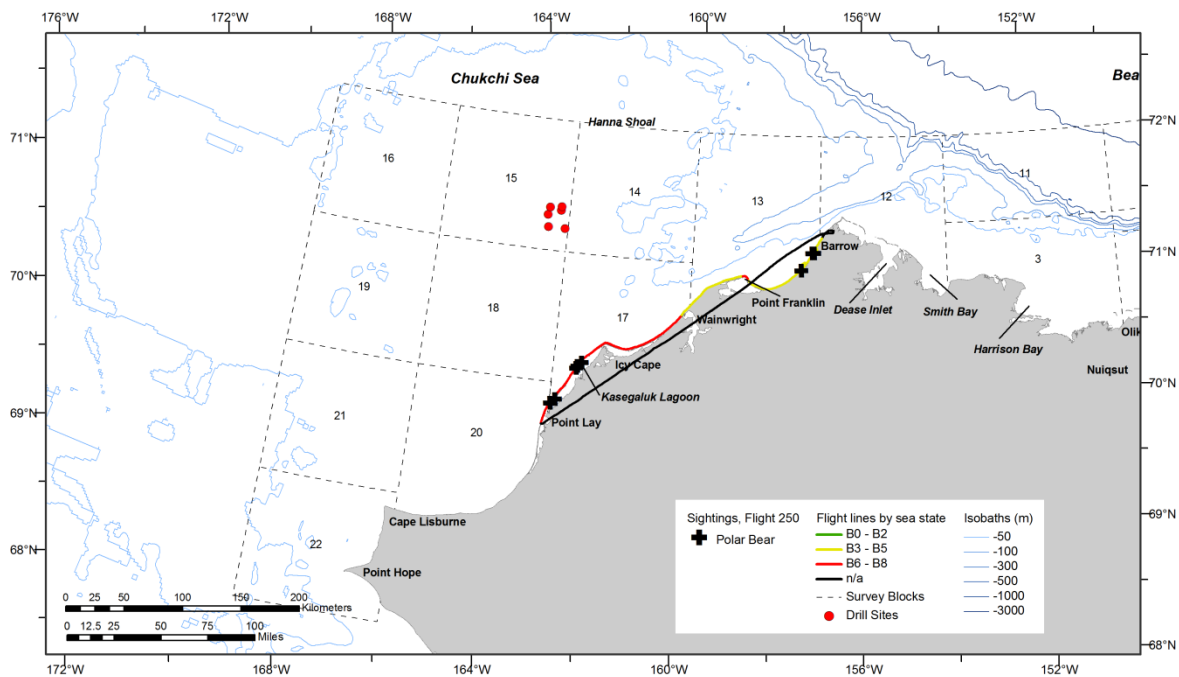 176°W 172°W 168°W 164°W 160°W 156°W 152°W
Chukchi Sea
Bea
72°N
71°N
Hanna Shoal
16
15
14
13
12
11
3
71°N
70°N
Barrow
19
18
17
Point Franklin
Wainwright
Dease Inlet
Smith Bay
Harrison Bay
Olik
Nuiqsut
Icy Cape
Kasegaluk Lagoon
70°N
69°N
21
20
Point Lay
Cape Lisburne
69°N
68°N
22
Point Hope
Sightings, Flight 250
Polar Bear
Flight lines by sea state
B0 - B2
B3 - B5
B6 - B8
n/a
Survey Blocks
Drill Sites
Isobaths (m)
-50
-100
-300
-500
-1000
-3000
0 25 50 100 150 200
Kilometers
0 12.5 25 50 75 100
Miles
68°N
172°W 168°W 164°W 160°W 156°W 152°W